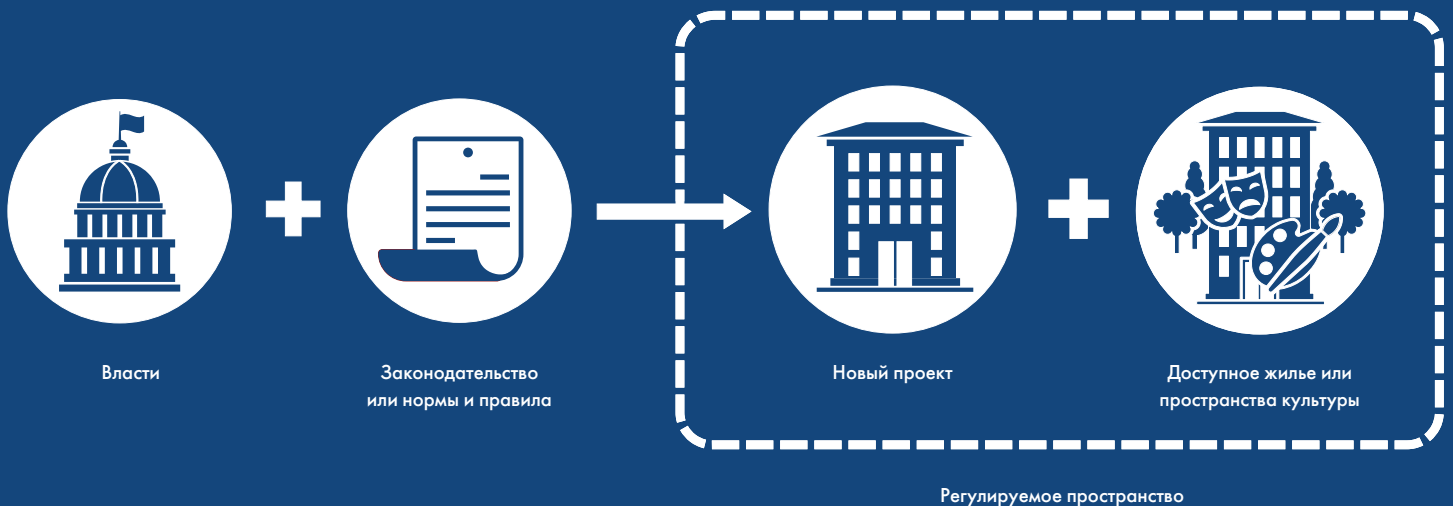 Власти
Законодательство
или нормы и правила
Новый проект
Доступное жилье или
пространства культуры
Регулируемое пространство